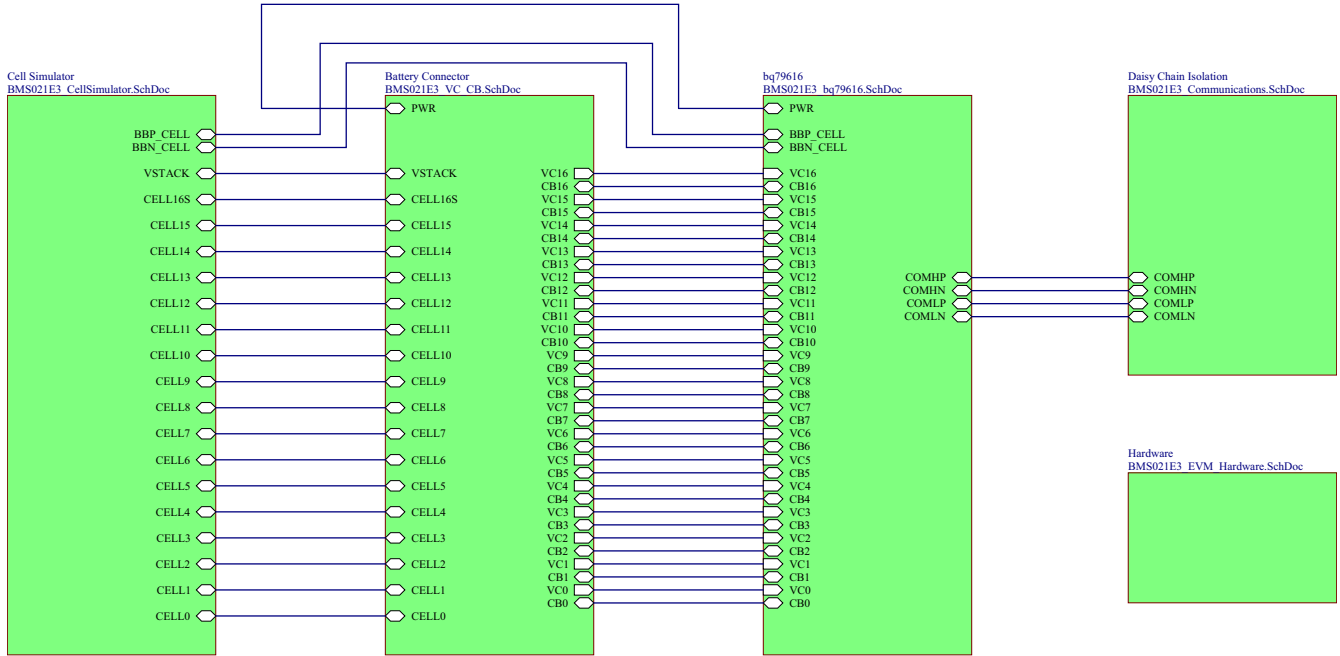 Cell Simulator
BMS021E3_CellSimulator.SchDoc
BBP_CELL
BBN_CELL
VSTACK
CELL16S
CELL15
CELL14
CELL13
CELL12
CELL11
CELL10
CELL9
CELL8
CELL7
CELL6
CELL5
CELL4
CELL3
CELL2
CELL1
CELL0
Battery Connector
BMS021E3_VC_CB.SchDoc
PWR
VSTACK
CELL16S
CELL15
CELL14
CELL13
CELL12
CELL11
CELL10
CELL9
CELL8
CELL7
CELL6
CELL5
CELL4
CELL3
CELL2
CELL1
CELL0
VC16
CB16
VC15
CB15
VC14
CB14
VC13
CB13
VC12
CB12
VC11
CB11
VC10
CB10
VC9
CB9
VC8
CB8
VC7
CB7
VC6
CB6
VC5
CB5
VC4
CB4
VC3
CB3
VC2
CB2
VC1
CB1
VC0
CB0
bq79616
BMS021E3_bq79616.SchDoc
PWR
BBP_CELL
BBN_CELL
VC16
CB16
VC15
CB15
VC14
CB14
VC13
CB13
VC12
CB12
VC11
CB11
VC10
CB10
VC9
CB9
VC8
CB8
VC7
CB7
VC6
CB6
VC5
CB5
VC4
CB4
VC3
CB3
VC2
CB2
VC1
CB1
VC0
CB0
COMHP
COMHN
COMLP
COMLN
Daisy Chain Isolation
BMS021E3_Communications.SchDoc
COMHP
COMHN
COMLP
COMLN
Hardware
BMS021E3_EVM_Hardware.SchDoc